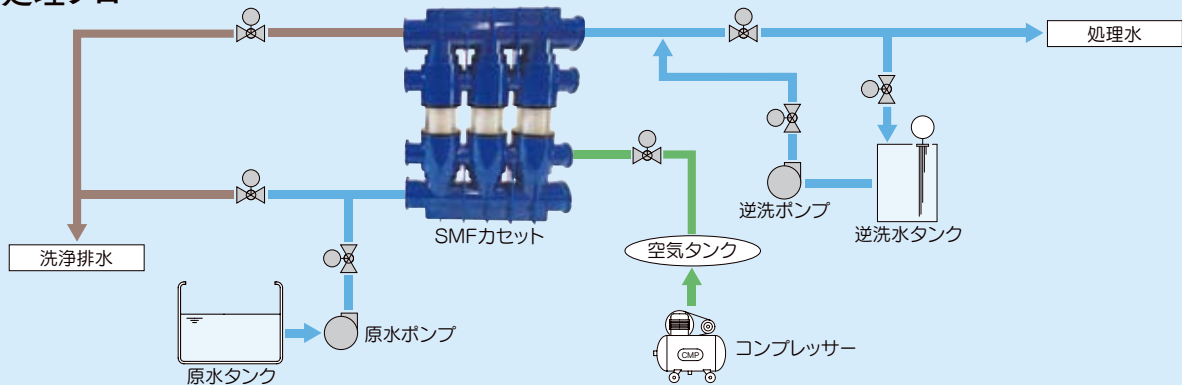 処理フロー
処理水
SMFカセット
逆洗ポンプ
逆洗水タンク
洗浄排水
空気タンク
原水ポンプ
CMP
コンプレッサー
原水タンク